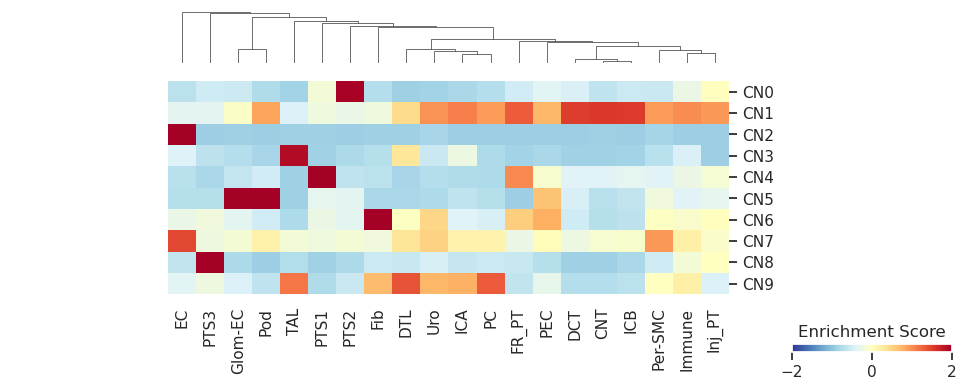 CN0
CN1
CN2
CN3
CN4
CN5
CN6
CN7
CN8
CN9
EC PTS3 Glom-EC Pod TAL PTS1 PTS2 Fib DTL Uro ICA PC FR_PT PEC DCT CNT ICB Per-SMC Immune Inj_PT
Enrichment Score
−2 0 2